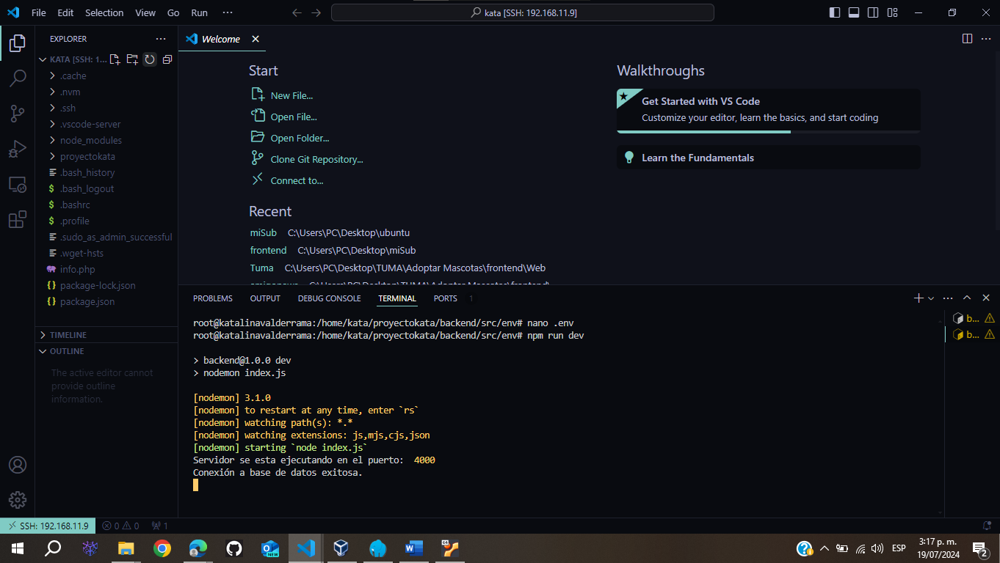 File Edit Selection View Go Run ··· kata [SSH: 192.168.11.9]
EXPLORER ···
KATA [SSH: 1...
.cache
.nvm
.ssh
.vscode-server
node_modules
proyectokata
.bash_history
.bash_logout
.bashrc
.profile
.sudo_as_admin_successful
.wget-hsts
info.php
package-lock.json
package.json
TIMELINE
OUTLINE
The active editor cannot
provide outline
information.
Welcome
Start
New File...
Open File...
Open Folder...
Clone Git Repository...
Connect to...
Recent
miSub C:\Users\PC\Desktop\ubuntu
frontend C:\Users\PC\Desktop\miSub
Tuma C:\Users\PC\Desktop\TUMA\Adoptar Mascotas\frontend\Web
Walkthroughs
Get Started with VS Code
Customize your editor, learn the basics, and start coding
Learn the Fundamentals
PROBLEMS OUTPUT DEBUG CONSOLE TERMINAL PORTS 1
root@katalinavalderrama:/home/kata/proyectokata/backend/src/env# nano .env
root@katalinavalderrama:/home/kata/proyectokata/backend/src/env# npm run dev
> backend@1.0.0 dev
> nodemon index.js
[nodemon] 3.1.0
[nodemon] to restart at any time, enter `rs`
[nodemon] watching path(s): *.*
[nodemon] watching extensions: js,mjs,cjs,json
[nodemon] starting `node index.js`
Servidor se esta ejecutando en el puerto:  4000
Conexión a base de datos exitosa.
b...
b...
SSH: 192.168.11.9 0 0 1
NEW
64
ESP
3:17 p. m.
19/07/2024
2